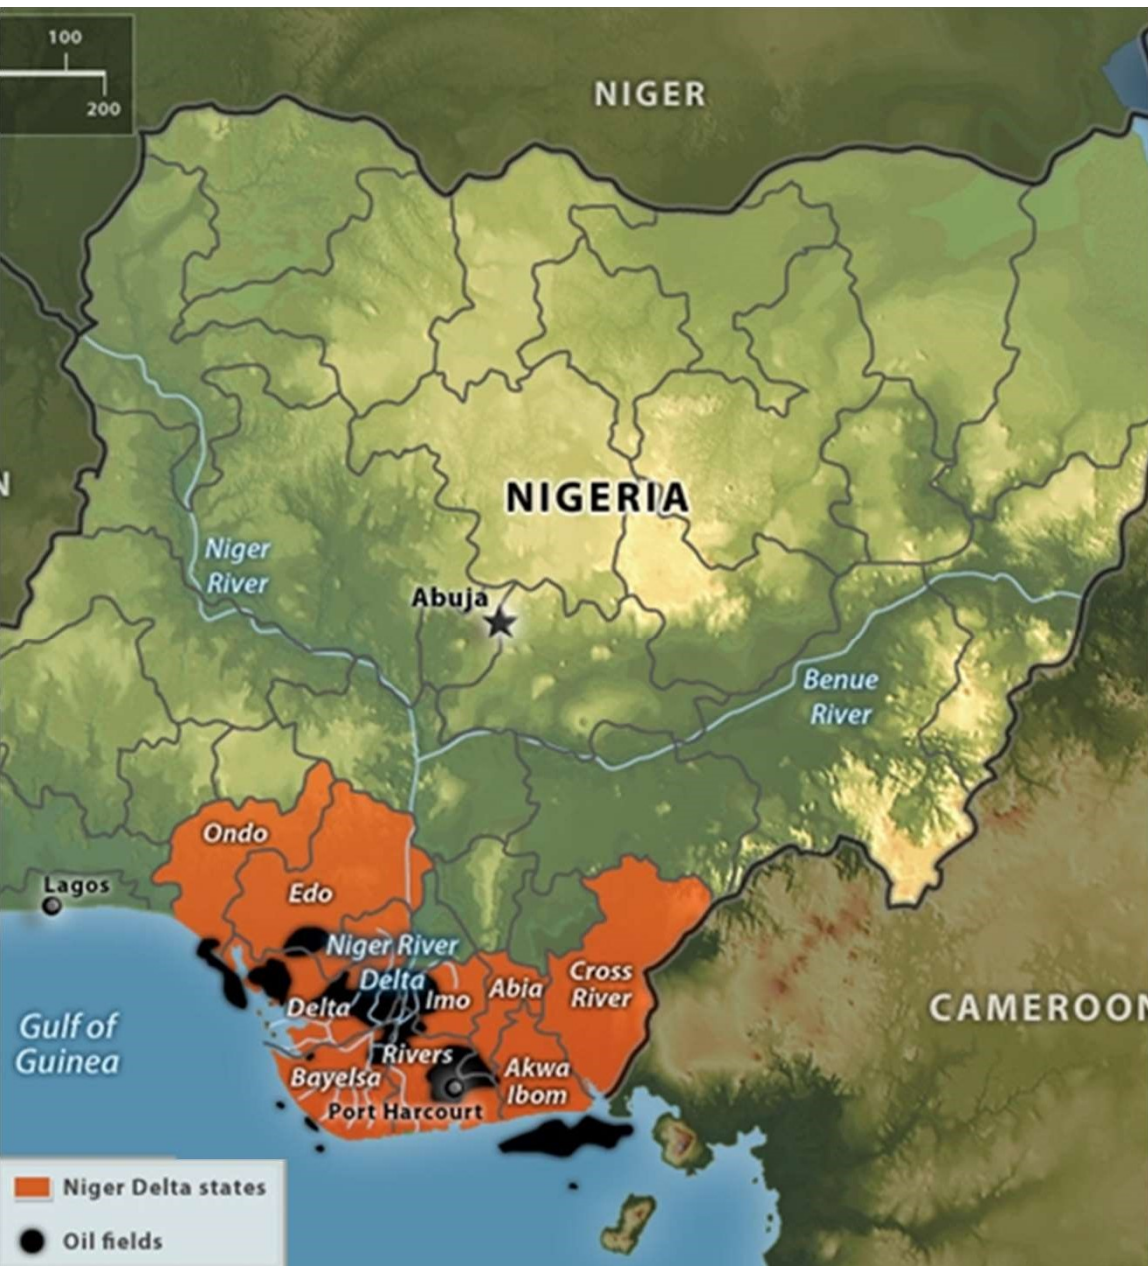 100
200
NIGER
N
NIGERIA
Niger
River
Abuja
Benue
River
Ondo
Lagos
Edo
Niger River
Delta
Cross
River
Abia
Imo
Delta
CAMEROON
Gulf of
Guinea
Rivers
Akwa
Ibom
Bayelsa
Port Harcourt
Niger Delta states
Oil fields